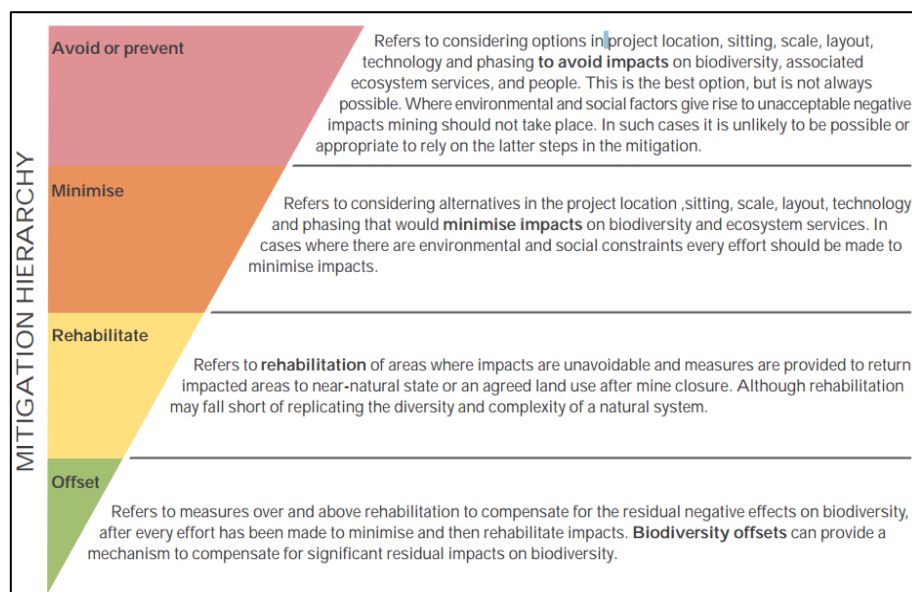 MITIGATION HIERARCHY
Avoid or prevent
Refers to considering options in project location, sitting, scale, layout,
technology and phasing to avoid impacts on biodiversity, associated
ecosystem services, and people. This is the best option, but is not always
possible. Where environmental and social factors give rise to unacceptable negative
impacts mining should not take place. In such cases it is unlikely to be possible or
appropriate to rely on the latter steps in the mitigation.
Minimise
Refers to considering alternatives in the project location ,sitting, scale, layout, technology
and phasing that would minimise impacts on biodiversity and ecosystem services. In
cases where there are environmental and social constraints every effort should be made to
minimise impacts.
Rehabilitate
Refers to rehabilitation of areas where impacts are unavoidable and measures are provided to return
impacted areas to near-natural state or an agreed land use after mine closure. Although rehabilitation
may fall short of replicating the diversity and complexity of a natural system.
Offset
Refers to measures over and above rehabilitation to compensate for the residual negative effects on biodiversity,
after every effort has been made to minimise and then rehabilitate impacts. Biodiversity offsets can provide a
mechanism to compensate for significant residual impacts on biodiversity.